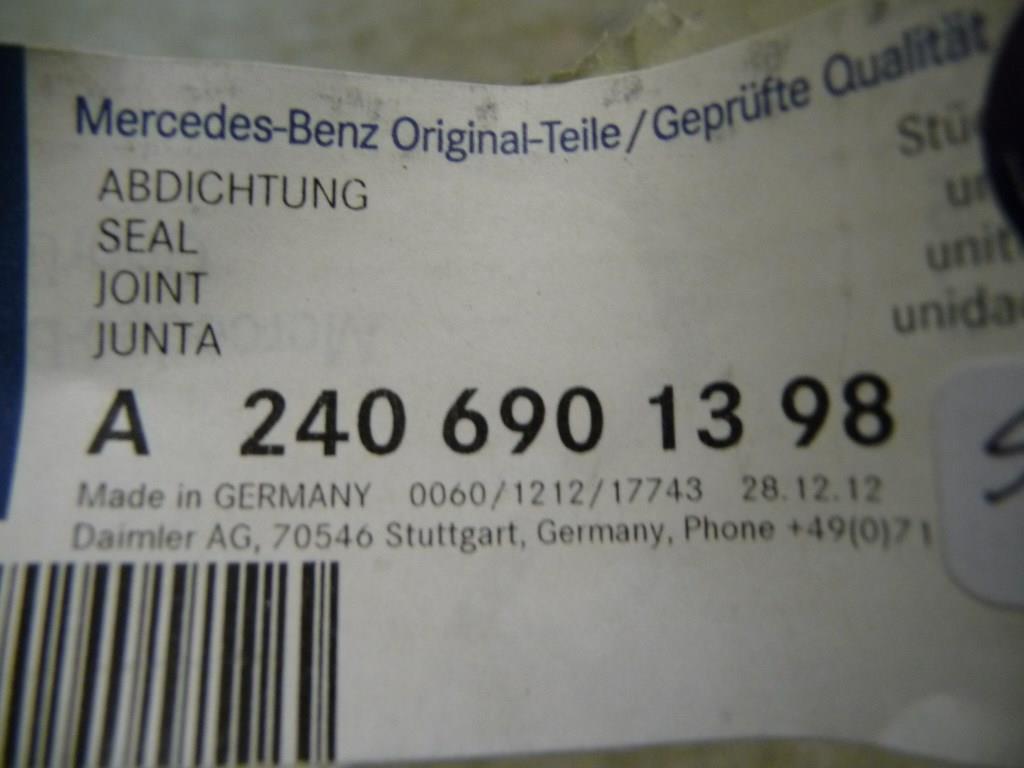 Mercedes-Benz Original-Teile/Geprüfte Qualität
ABDICHTUNG
SEAL
JOINT
JUNTA
A 240 690 13 98
Made in GERMANY 0060/1212/17743 28.12.12
Daimler AG, 70546 Stuttgart, Germany, Phone +49(0)71